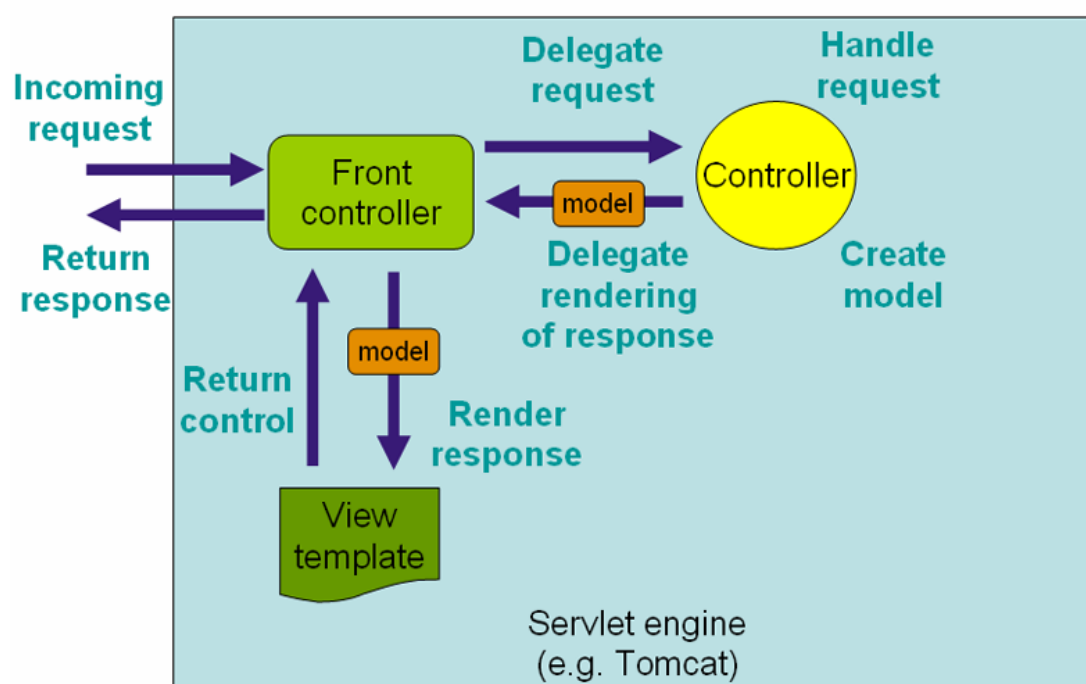 Incoming
request
Return
response
Front
controller
Delegate
request
Handle
request
Controller
model
Delegate
rendering
of response
Create
model
model
Return
control
Render
response
View
template
Servlet engine
(e.g. Tomcat)